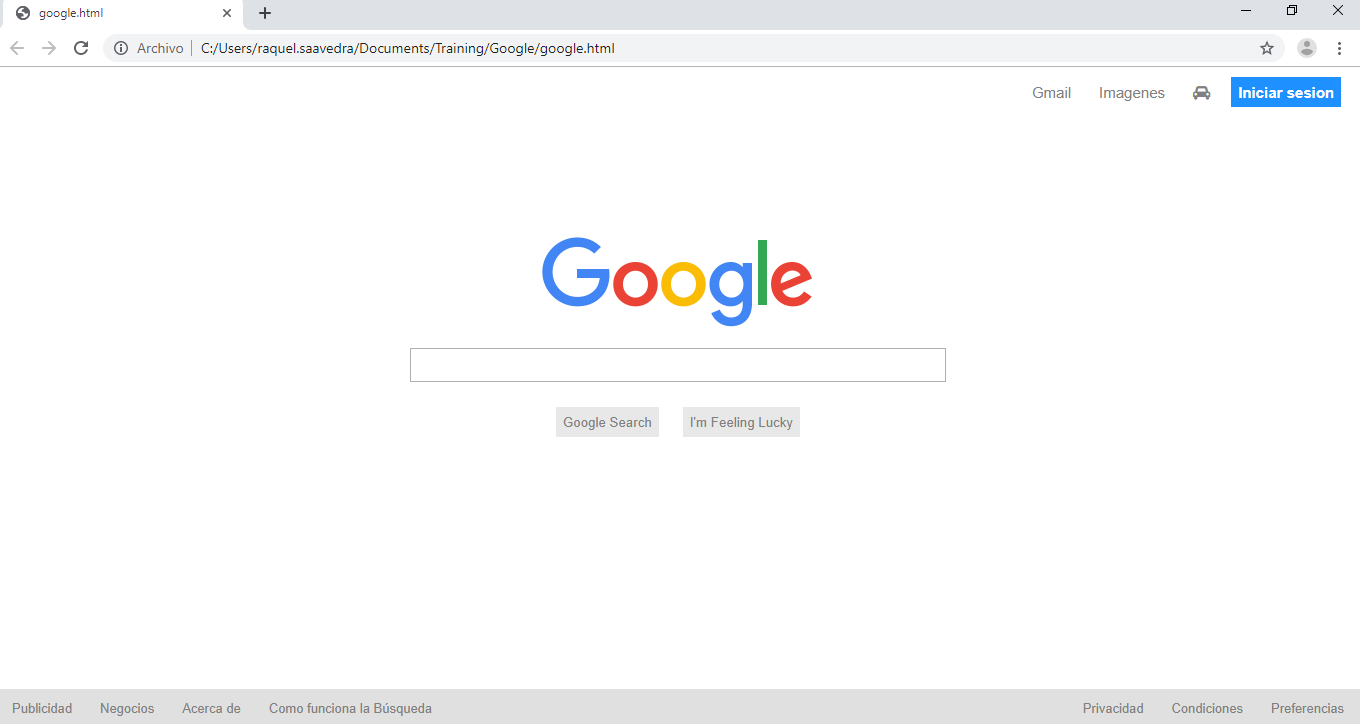 google.html
Archivo C:/Users/raquel.saavedra/Documents/Training/Google/google.html
Gmail Imagenes Iniciar sesion
Google
Google Search I'm Feeling Lucky
Publicidad Negocios Acerca de Como funciona la Búsqueda Privacidad Condiciones Preferencias